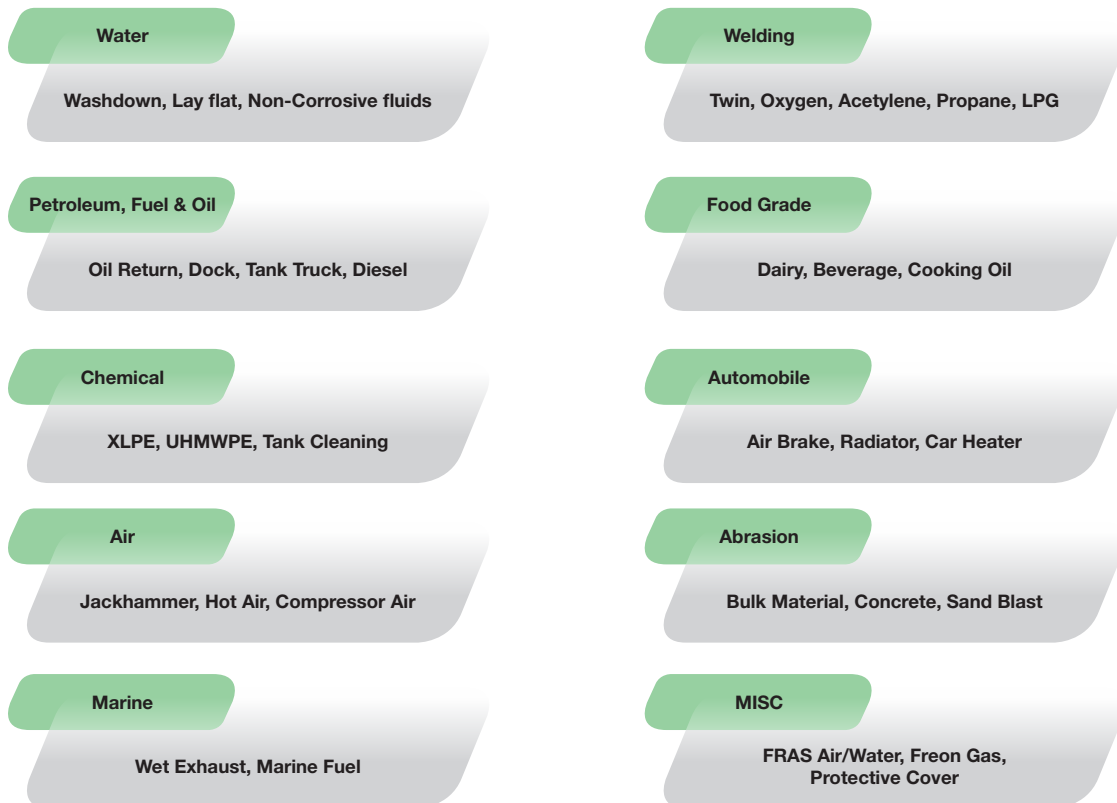 Water
Washdown, Lay flat, Non-Corrosive fluids
Welding
Twin, Oxygen, Acetylene, Propane, LPG
Petroleum, Fuel & Oil
Oil Return, Dock, Tank Truck, Diesel
Food Grade
Dairy, Beverage, Cooking Oil
Chemical
XLPE, UHMWPE, Tank Cleaning
Automobile
Air Brake, Radiator, Car Heater
Air
Jackhammer, Hot Air, Compressor Air
Abrasion
Bulk Material, Concrete, Sand Blast
Marine
Wet Exhaust, Marine Fuel
MISC
FRAS Air/Water, Freon Gas,
Protective Cover